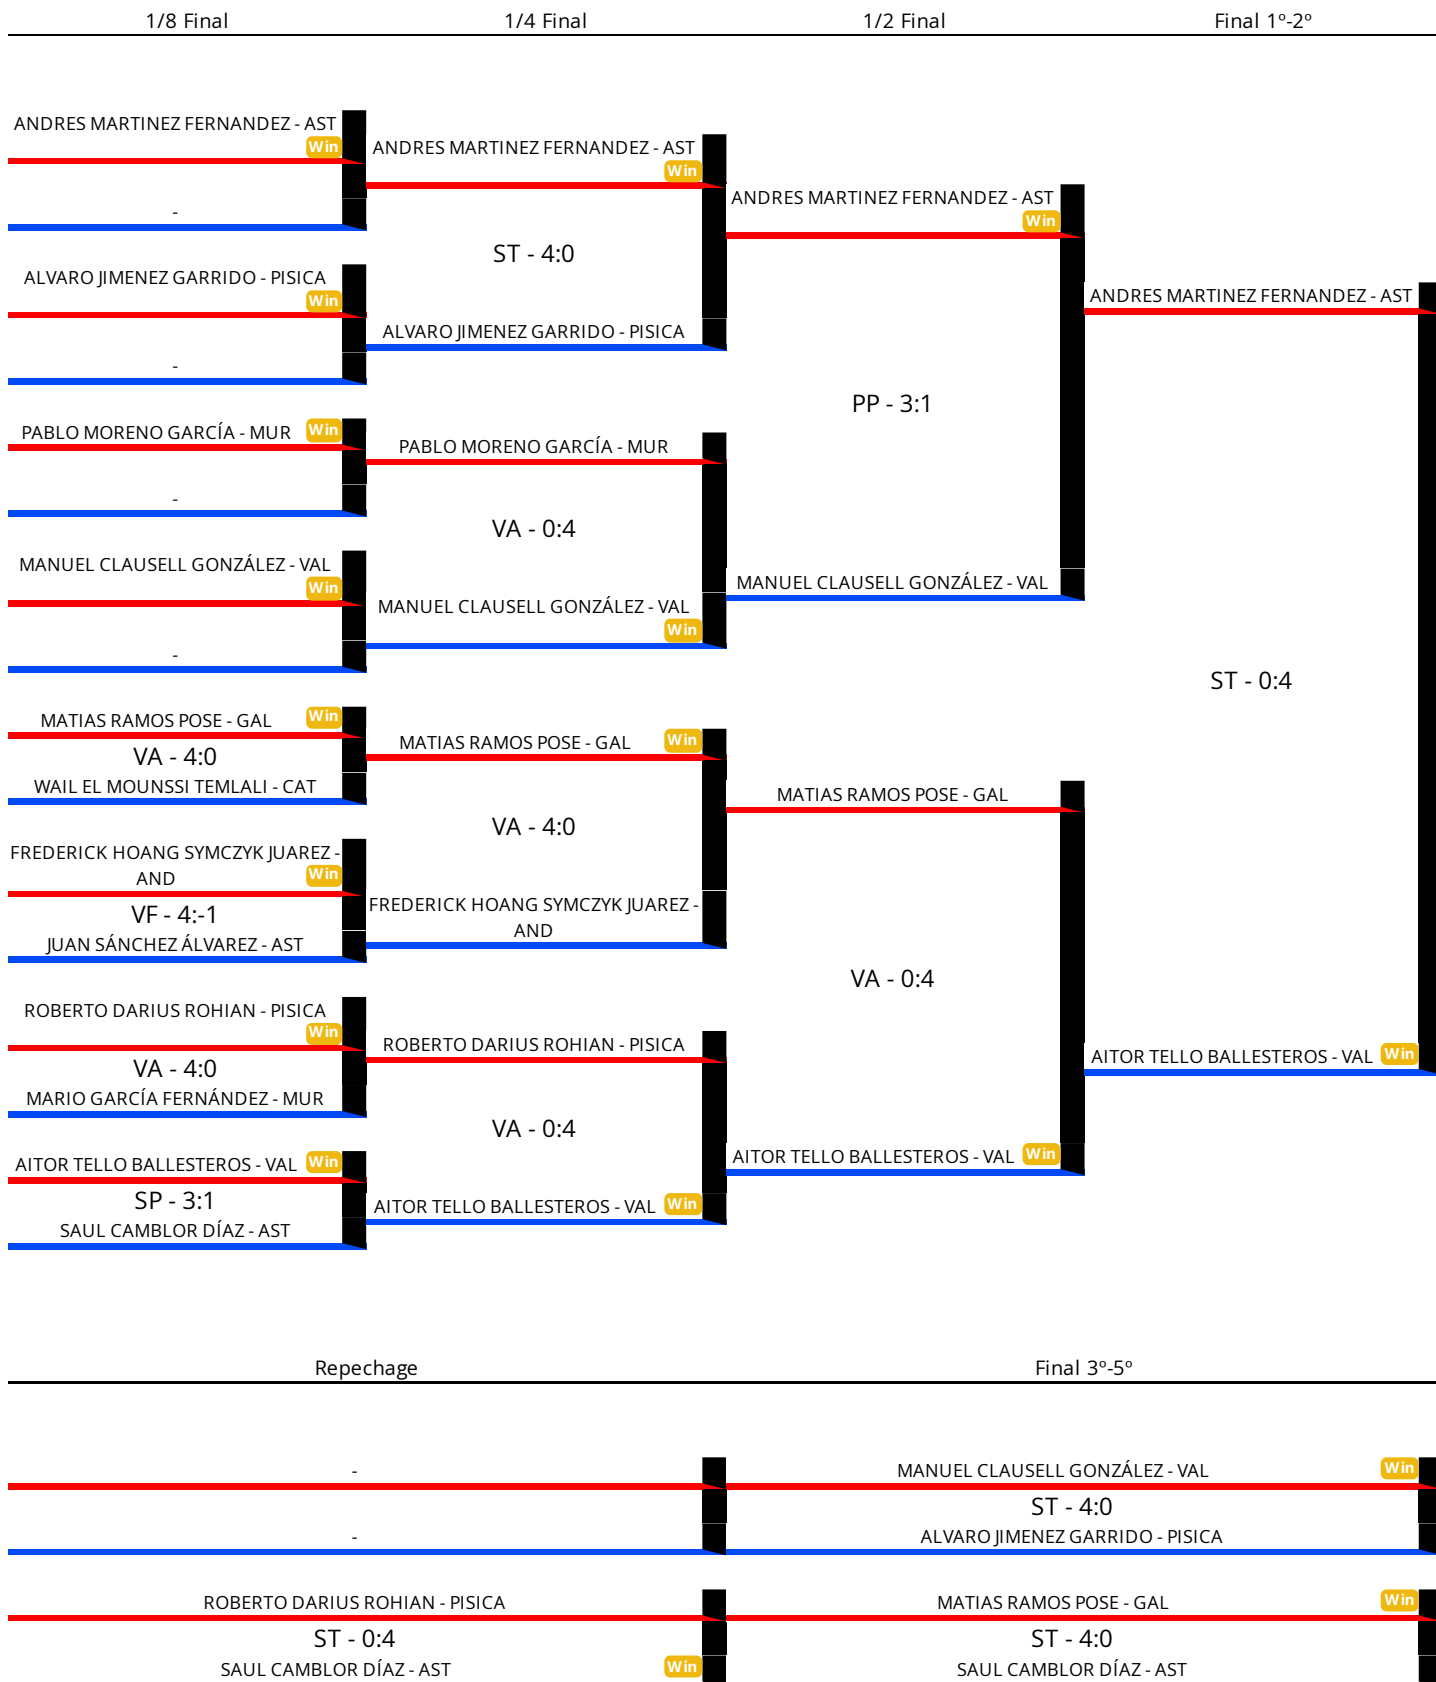 1/8 Final
1/4 Final
1/2 Final
Final 1º-2º
ANDRES MARTINEZ FERNANDEZ - AST
Win
-
ALVARO JIMENEZ GARRIDO - PISICA
Win
-
PABLO MORENO GARCÍA - MUR
Win
-
MANUEL CLAUSELL GONZÁLEZ - VAL
Win
-
MATIAS RAMOS POSE - GAL
Win
VA - 4:0
WAIL EL MOUNSSI TEMLALI - CAT
FREDERICK HOANG SYMCZYK JUAREZ -
AND
Win
VF - 4:-1
JUAN SÁNCHEZ ÁLVAREZ - AST
ROBERTO DARIUS ROHIAN - PISICA
Win
VA - 4:0
MARIO GARCÍA FERNÁNDEZ - MUR
AITOR TELLO BALLESTEROS - VAL
Win
SP - 3:1
SAUL CAMBLOR DÍAZ - AST
ANDRES MARTINEZ FERNANDEZ - AST
Win
ST - 4:0
ALVARO JIMENEZ GARRIDO - PISICA
PABLO MORENO GARCÍA - MUR
VA - 0:4
MANUEL CLAUSELL GONZÁLEZ - VAL
Win
MATIAS RAMOS POSE - GAL
Win
VA - 4:0
FREDERICK HOANG SYMCZYK JUAREZ -
AND
ROBERTO DARIUS ROHIAN - PISICA
VA - 0:4
AITOR TELLO BALLESTEROS - VAL
Win
ANDRES MARTINEZ FERNANDEZ - AST
Win
PP - 3:1
MANUEL CLAUSELL GONZÁLEZ - VAL
MATIAS RAMOS POSE - GAL
VA - 0:4
AITOR TELLO BALLESTEROS - VAL
Win
ANDRES MARTINEZ FERNANDEZ - AST
ST - 0:4
AITOR TELLO BALLESTEROS - VAL
Win
Repechage
Final 3º-5º
-
-
ROBERTO DARIUS ROHIAN - PISICA
ST - 0:4
SAUL CAMBLOR DÍAZ - AST
Win
MANUEL CLAUSELL GONZÁLEZ - VAL
Win
ST - 4:0
ALVARO JIMENEZ GARRIDO - PISICA
MATIAS RAMOS POSE - GAL
Win
ST - 4:0
SAUL CAMBLOR DÍAZ - AST